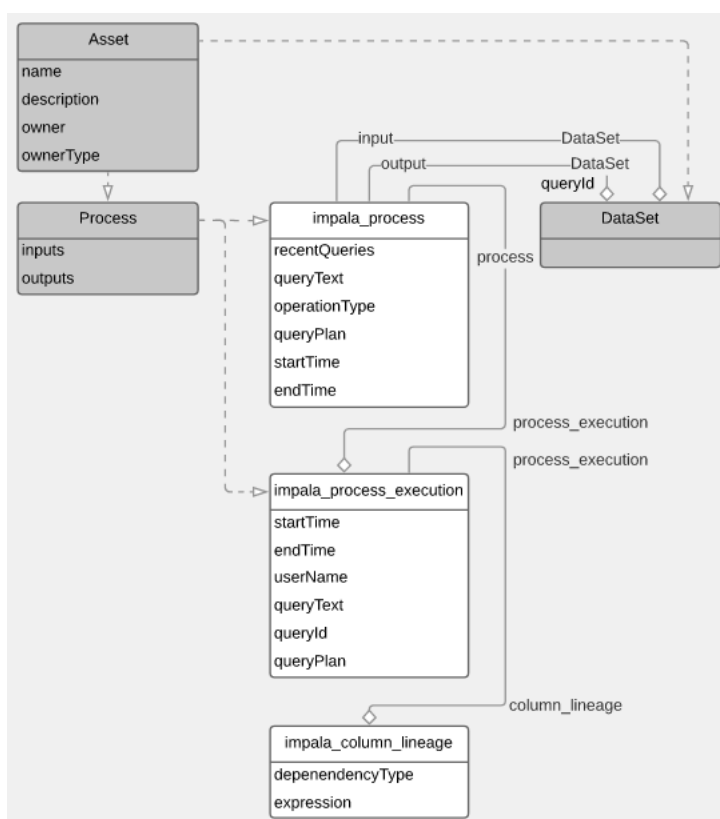 Asset
name
description
owner
ownerType
input
DataSet
output
DataSet
queryId
Process
inputs
outputs
impala_process
recentQueries
queryText
operationType
queryPlan
startTime
endTime
DataSet
process
process_execution
process_execution
impala_process_execution
startTime
endTime
userName
queryText
queryId
queryPlan
column_lineage
impala_column_lineage
depenendencyType
expression